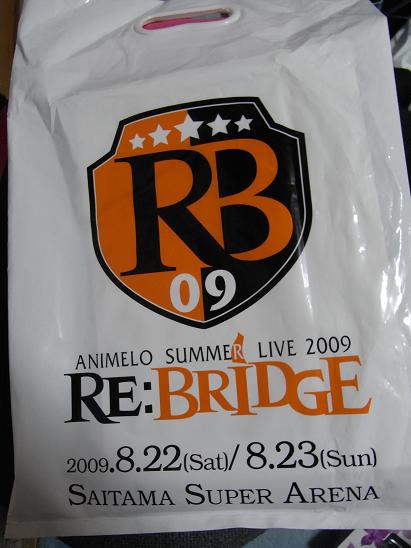 RB
09
ANIMELO SUMMER LIVE 2009
RE:BRIDGE
2009.8.22(Sat)/8.23(Sun)
SAITAMA SUPER ARENA